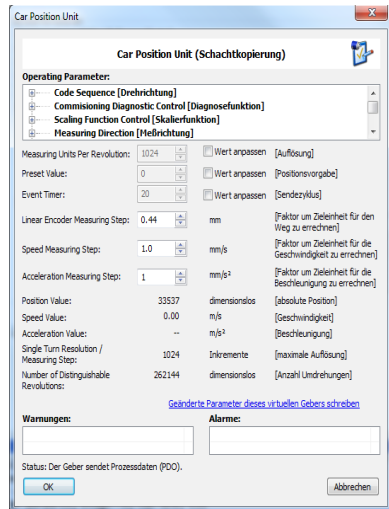 Car Position Unit
Car Position Unit (Schachtkopierung)
Operating Parameter:
Code Sequence [Drehrichtung]
Commisioning Diagnostic Control [Diagnosefunktion]
Scaling Function Control [Skalierfunktion]
Measuring Direction [Meßrichtung]
Measuring Units Per Revolution: 1024 Wert anpassen [Auflösung]
Preset Value: 0 Wert anpassen [Positionsvorgabe]
Event Timer: 20 Wert anpassen [Sendezyklus]
Linear Encoder Measuring Step: 0.44 mm [Faktor um Zieleinheit für den
Weg zu errechnen]
Speed Measuring Step: 1.0 mm/s [Faktor um Zieleinheit für die
Geschwindigkeit zu errechnen]
Acceleration Measuring Step: 1 mm/s² [Faktor um Zieleinheit für die
Beschleunigung zu errechnen]
Position Value: 33537 dimensionslos [absolute Position]
Speed Value: 0.00 m/s [Geschwindigkeit]
Acceleration Value: -- m/s² [Beschleunigung]
Single Turn Resolution /
Measuring Step: 1024 Inkremente [maximale Auflösung]
Number of Distinguishable
Revolutions: 262144 dimensionslos [Anzahl Umdrehungen]
Geänderte Parameter dieses virtuellen Gebers schreiben
Warnungen: Alarme:
Status: Der Geber sendet Prozessdaten (PDO).
OK Abbrechen